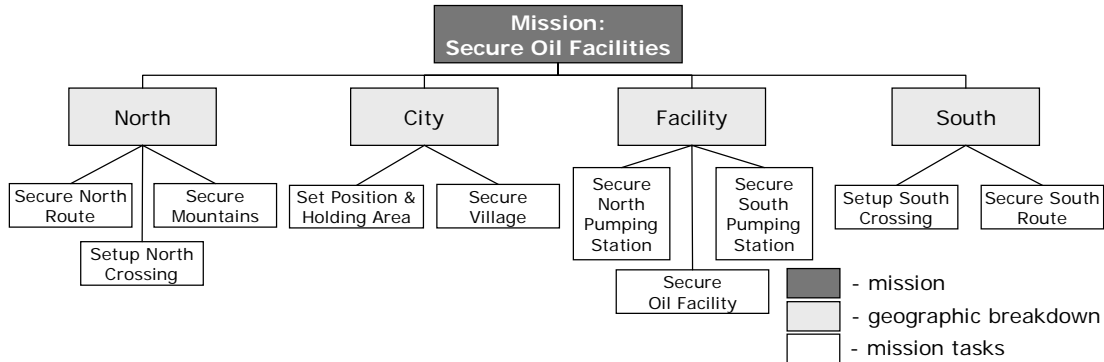 Mission:
Secure Oil Facilities
North
City
Facility
South
Secure North
Route
Secure
Mountains
Setup North
Crossing
Set Position &
Holding Area
Secure
Village
Secure
North
Pumping
Station
Secure
South
Pumping
Station
Secure
Oil Facility
Setup South
Crossing
Secure South
Route
- mission
- geographic breakdown
- mission tasks